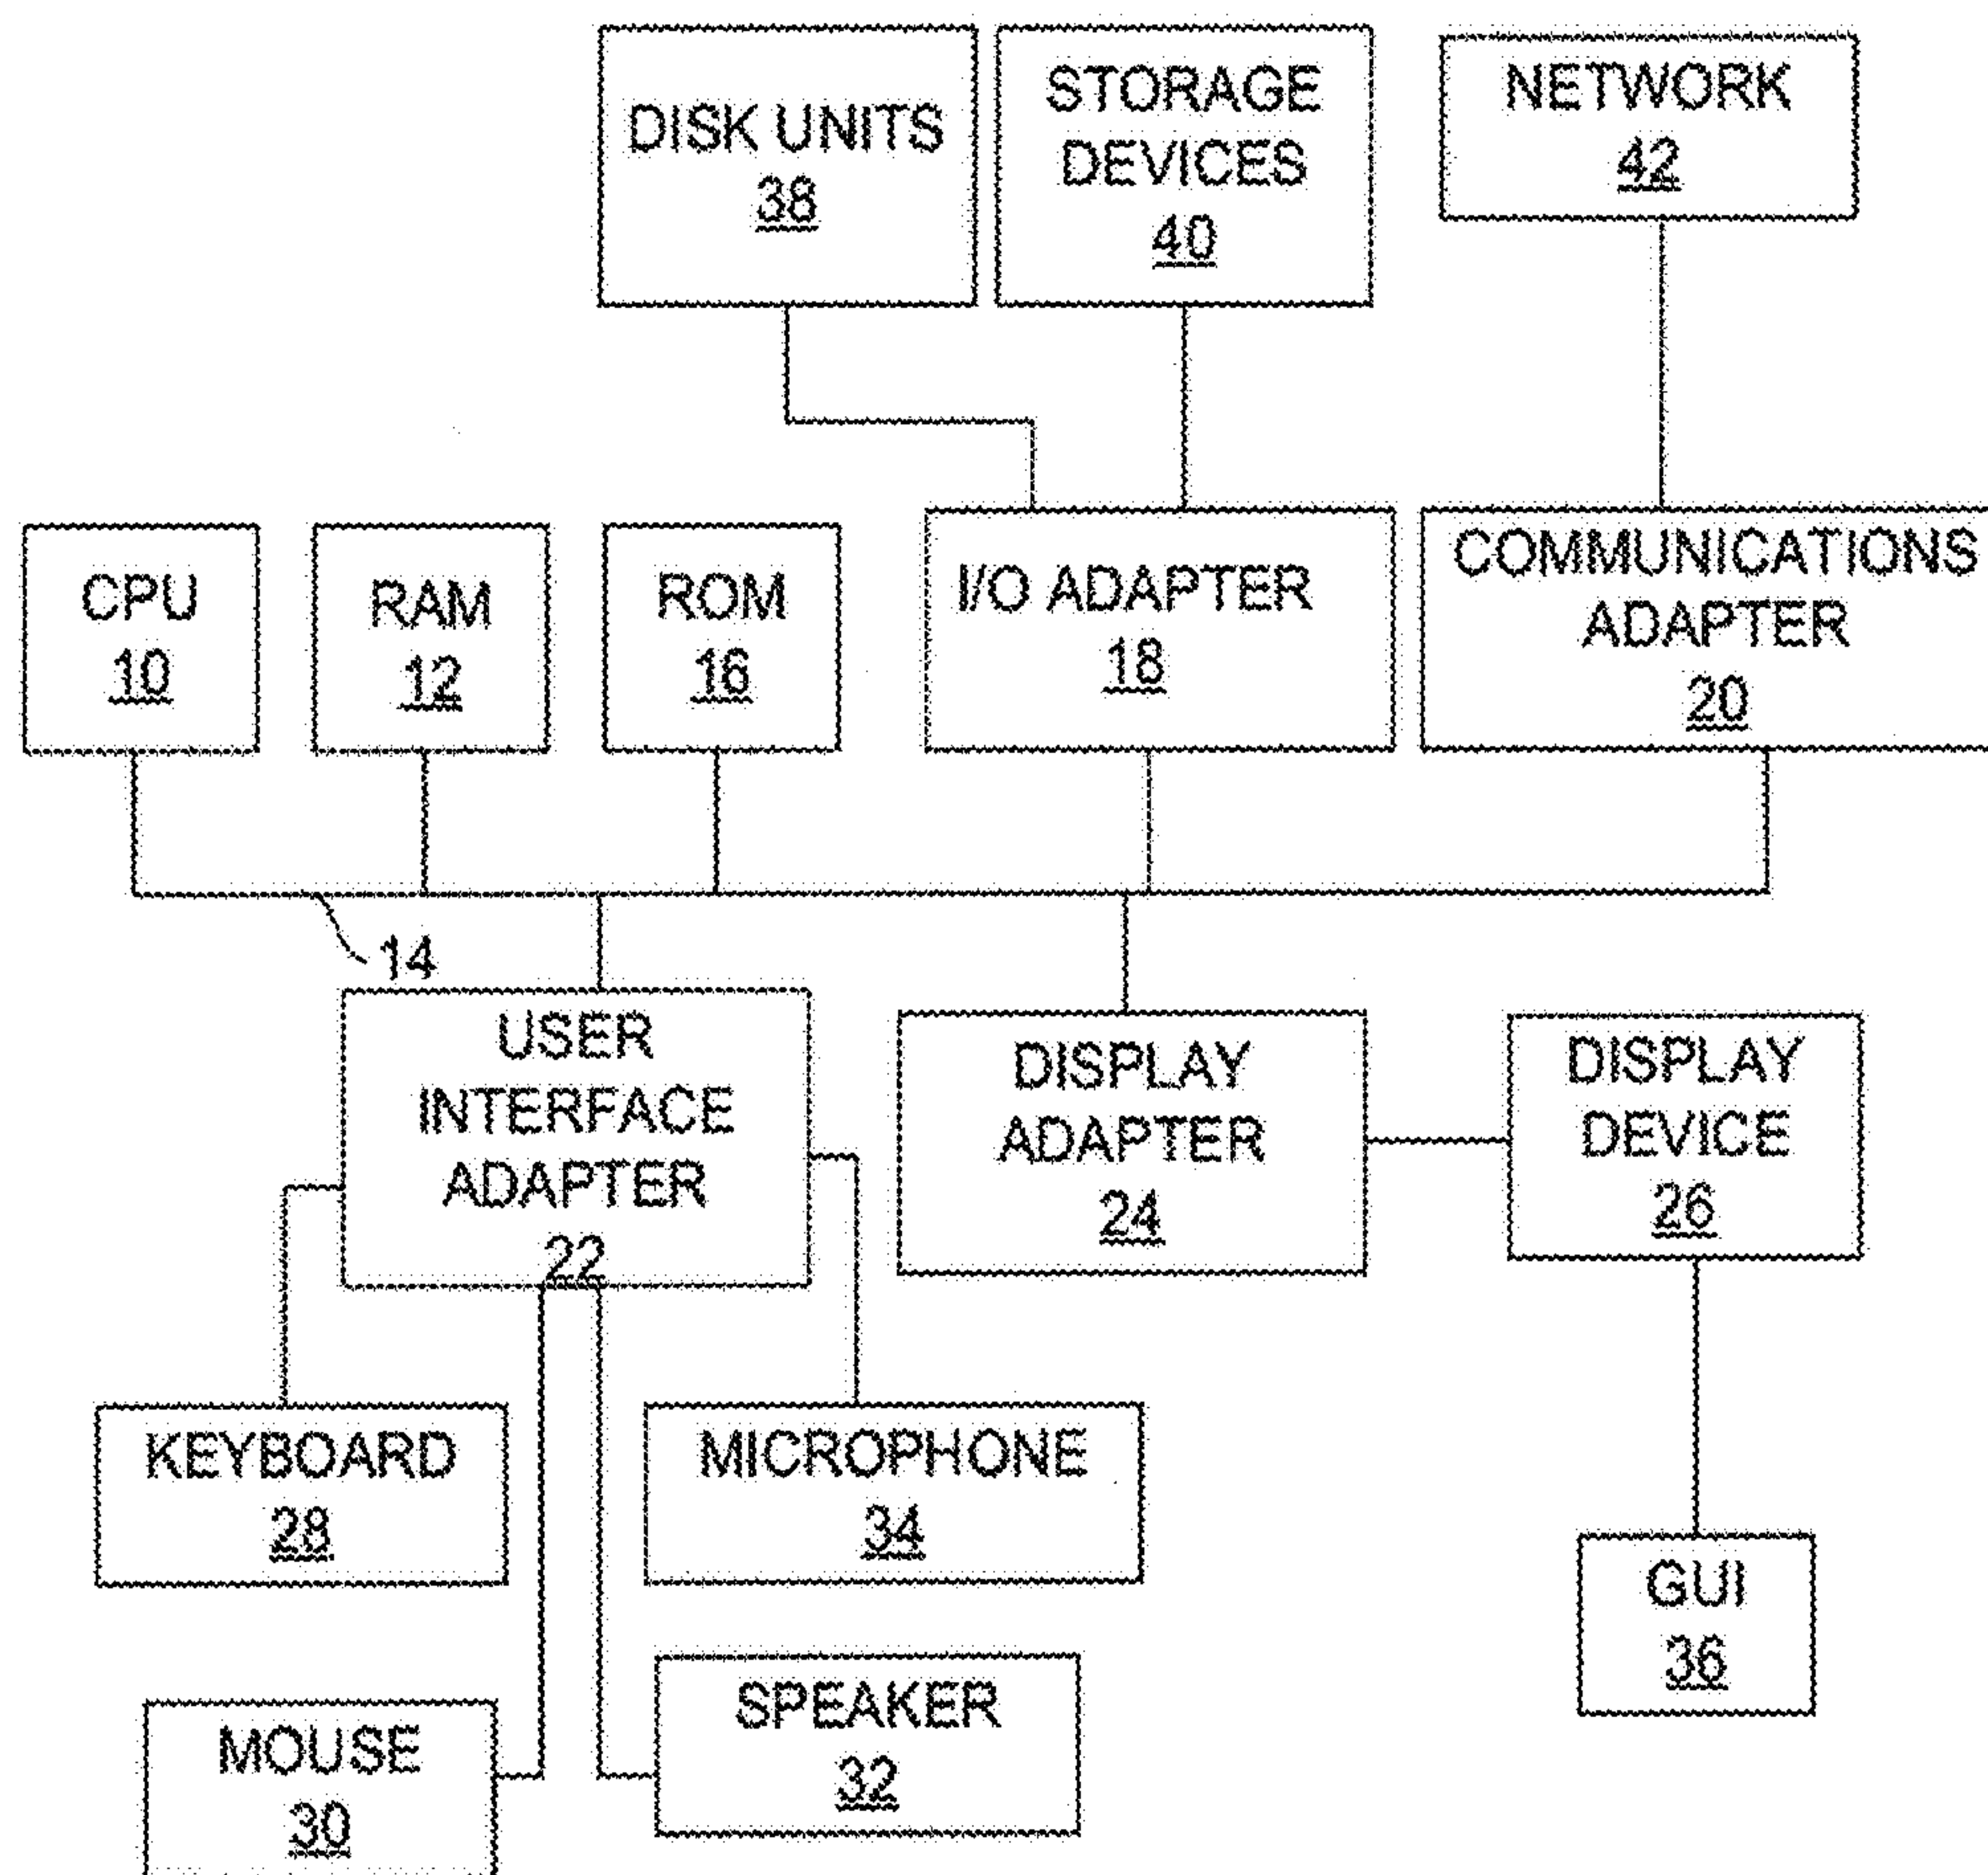 DISK UNITS
38
STORAGE
DEVICES
40
NETWORK
42
CPU
10
RAM
12
ROM
16
I/O ADAPTER
18
COMMUNICATIONS
ADAPTER
20
14
USER
INTERFACE
ADAPTER
22
DISPLAY
ADAPTER
24
DISPLAY
DEVICE
26
KEYBOARD
28
MICROPHONE
34
GUI
36
MOUSE
30
SPEAKER
32